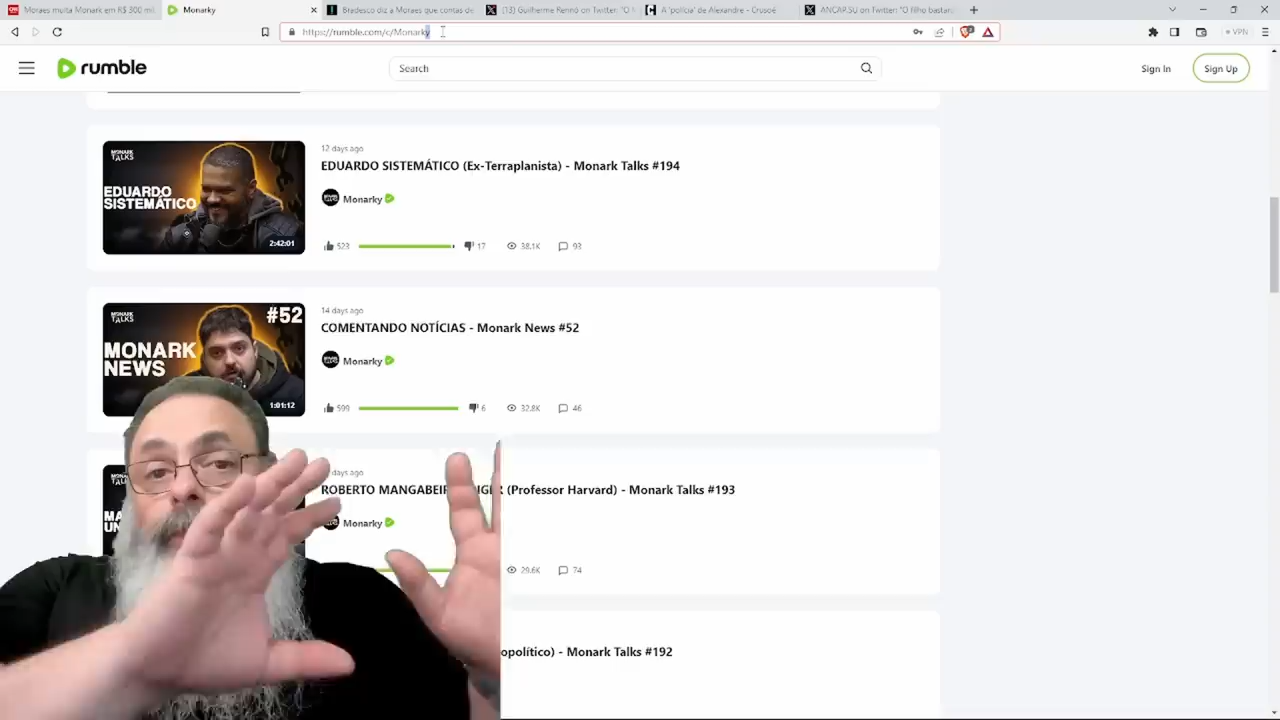 Moraes multa Monark em R$ 300 mil
Monarky
Bradesco diz a Moraes que contas de
(13) Guilherme Rennó on Twitter: "O
A 'polícia' de Alexandre - Crusoé
ANCAP.SU on Twitter: "O filho bastar
https://rumble.com/c/Monarky
VPN
rumble
Search
Sign In
Sign Up
MONARK TALKS
EDUARDO
SISTEMÁTICO
2:42:01
12 days ago
EDUARDO SISTEMÁTICO (Ex-Terraplanista) - Monark Talks #194
Monarky
523
17
38.1K
93
MONARK TALKS
#52
MONARK
NEWS
1:01:12
14 days ago
COMENTANDO NOTÍCIAS - Monark News #52
Monarky
599
6
32.8K
46
days ago
ROBERTO MANGABEIR
(Professor Harvard) - Monark Talks #193
Monarky
29.6K
74
opolítico) - Monark Talks #192